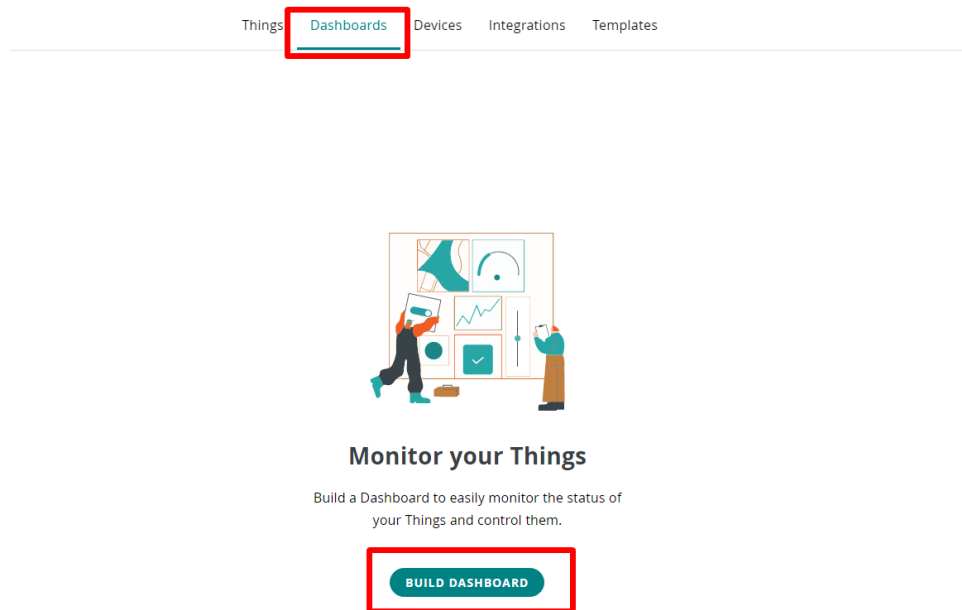 Things Dashboards Devices Integrations Templates
Monitor your Things
Build a Dashboard to easily monitor the status of
your Things and control them.
BUILD DASHBOARD